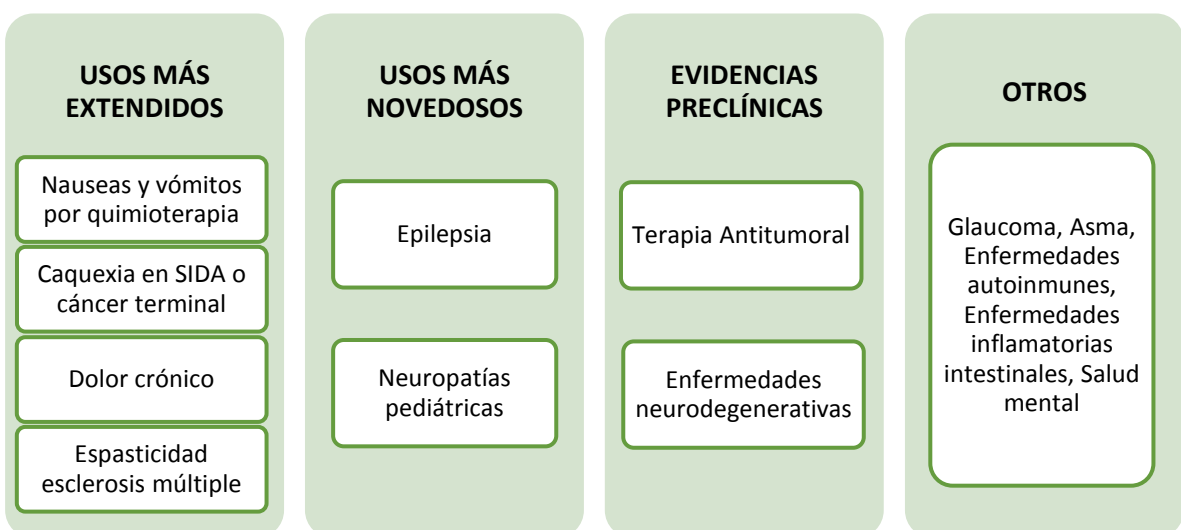 USOS MÁS
EXTENDIDOS
Nauseas y vómitos
por quimioterapia
Caquexia en SIDA o
cáncer terminal
Dolor crónico
Espasticidad
esclerosis múltiple
USOS MÁS
NOVEDOSOS
Epilepsia
Neuropatías
pediátricas
EVIDENCIAS
PRECLÍNICAS
Terapia Antitumoral
Enfermedades
neurodegenerativas
OTROS
Glaucoma, Asma,
Enfermedades
autoinmunes,
Enfermedades
inflamatorias
intestinales, Salud
mental